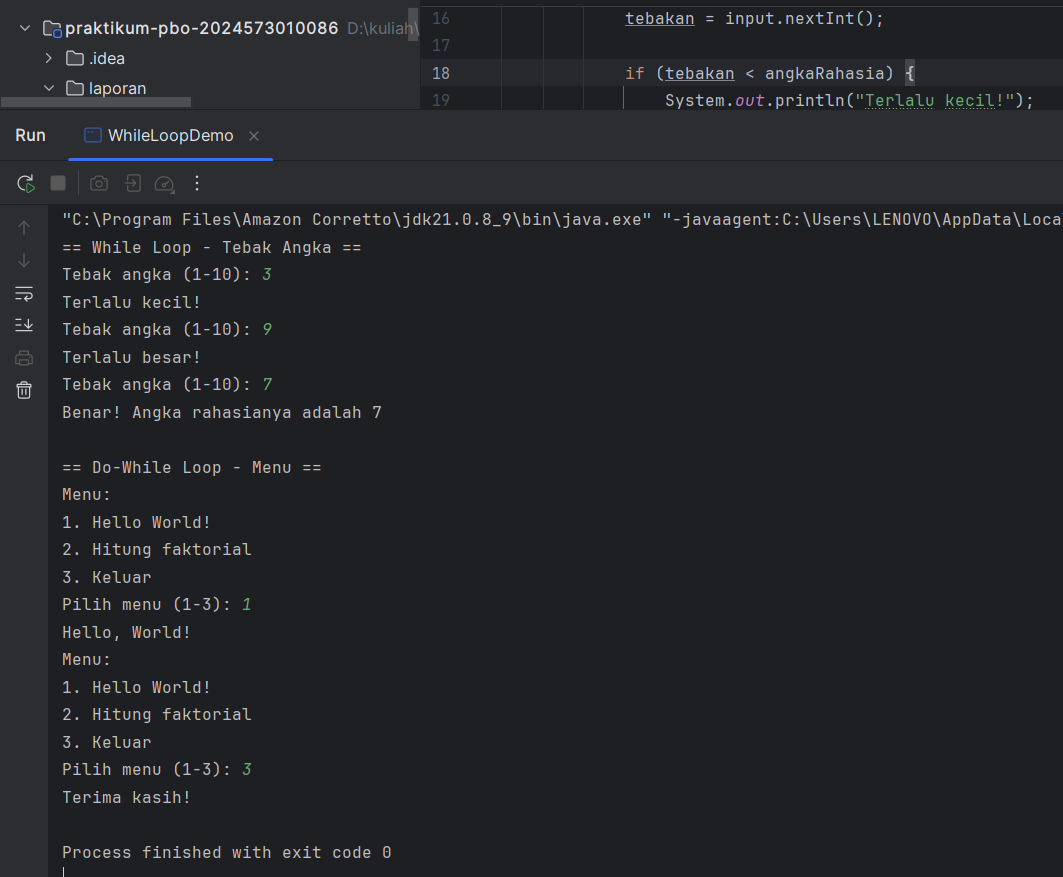 praktikum-pbo-2024573010086 D:\kuliah\
.idea
laporan
16 tebakan = input.nextInt();
17
18 if (tebakan < angkaRahasia) {
19 System.out.println("Terlalu kecil!");
Run WhileLoopDemo
"C:\Program Files\Amazon Corretto\jdk21.0.8_9\bin\java.exe" "-javaagent:C:\Users\LENOVO\AppData\Loca
== While Loop - Tebak Angka ==
Tebak angka (1-10): 3
Terlalu kecil!
Tebak angka (1-10): 9
Terlalu besar!
Tebak angka (1-10): 7
Benar! Angka rahasianya adalah 7
== Do-While Loop - Menu ==
Menu:
1. Hello World!
2. Hitung faktorial
3. Keluar
Pilih menu (1-3): 1
Hello, World!
Menu:
1. Hello World!
2. Hitung faktorial
3. Keluar
Pilih menu (1-3): 3
Terima kasih!
Process finished with exit code 0